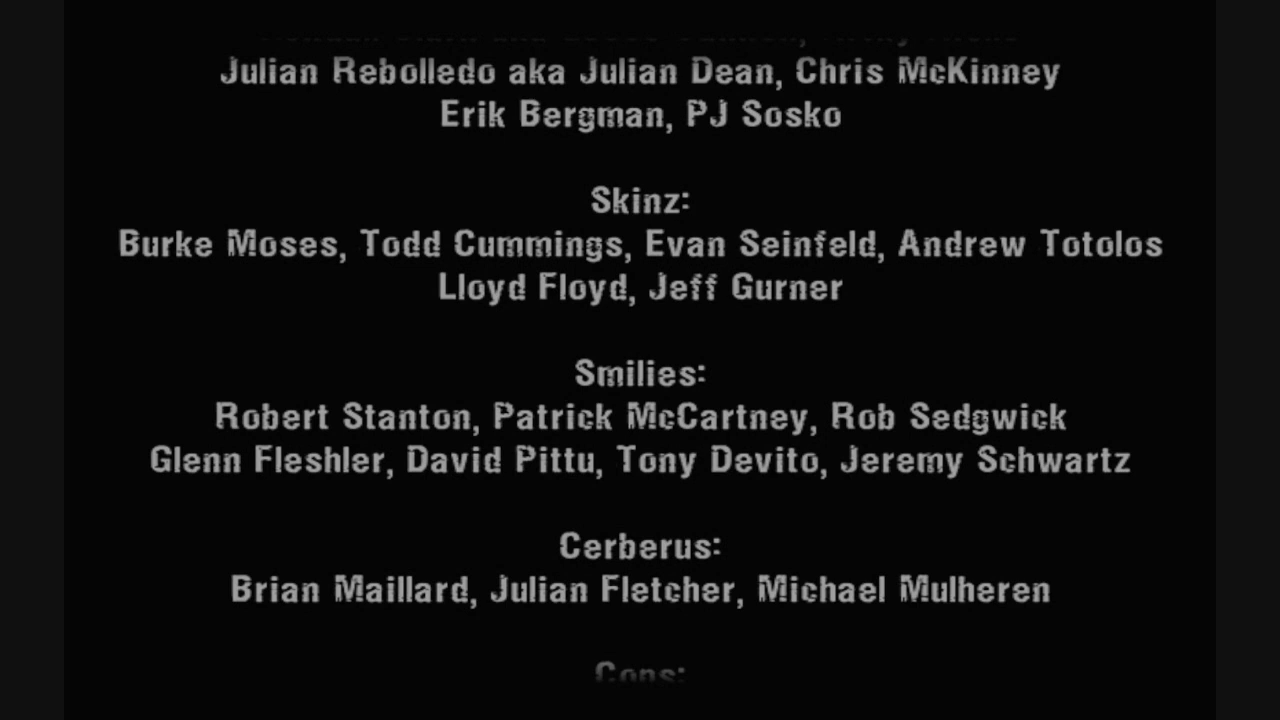 Julian Rebolledo aka Julian Dean, Chris McKinney
Erik Bergman, PJ Sosko
Skinz:
Burke Moses, Todd Cummings, Evan Seinfeld, Andrew Totolos
Lloyd Floyd, Jeff Gurner
Smilies:
Robert Stanton, Patrick McCartney, Rob Sedgwick
Glenn Fleshler, David Pittu, Tony Devito, Jeremy Schwartz
Cerberus:
Brian Maillard, Julian Fletcher, Michael Mulheren
Cops: